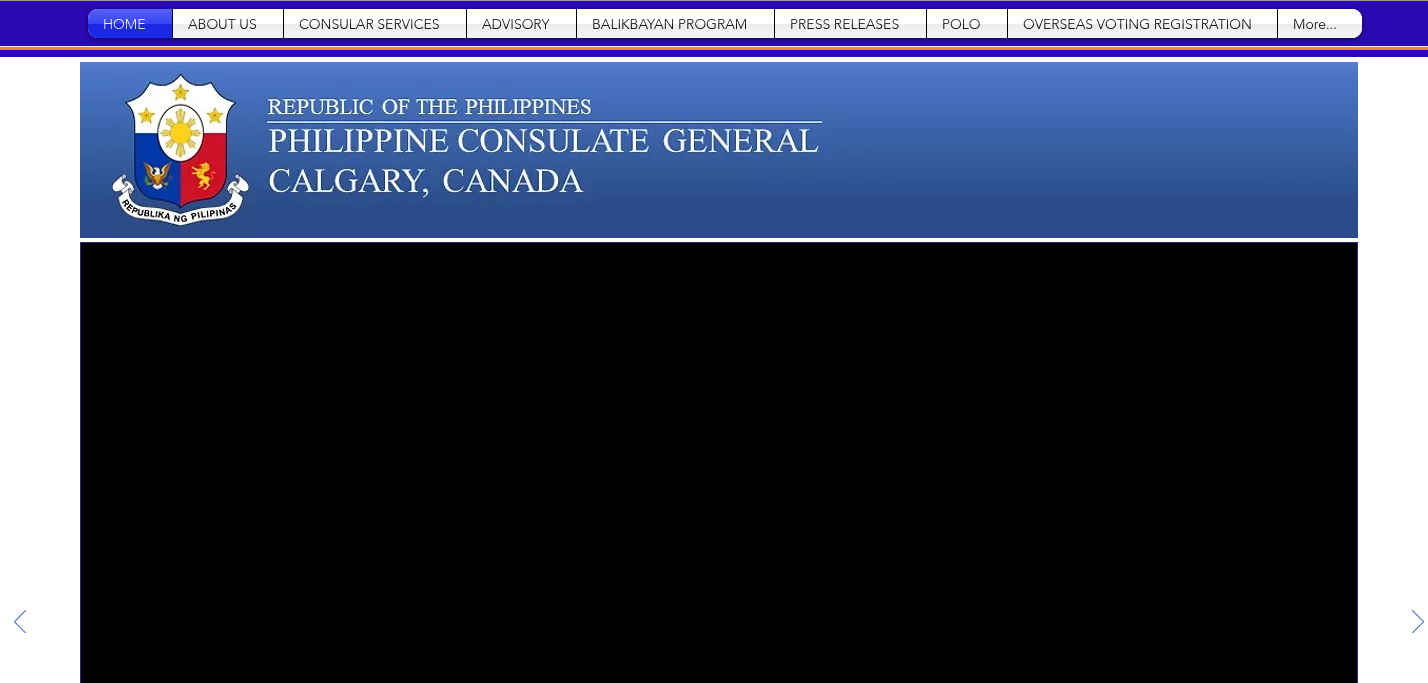 HOME ABOUT US CONSULAR SERVICES ADVISORY BALIKBAYAN PROGRAM PRESS RELEASES POLO OVERSEAS VOTING REGISTRATION More...
REPUBLIC OF THE PHILIPPINES
PHILIPPINE CONSULATE GENERAL
CALGARY, CANADA
REPUBLIKA NG PILIPINAS